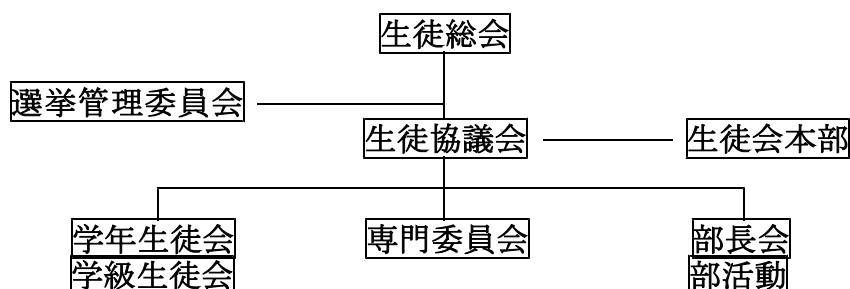 生徒総会
選挙管理委員会
生徒協議会
生徒会本部
学年生徒会
専門委員会
部長会
学級生徒会
部活動